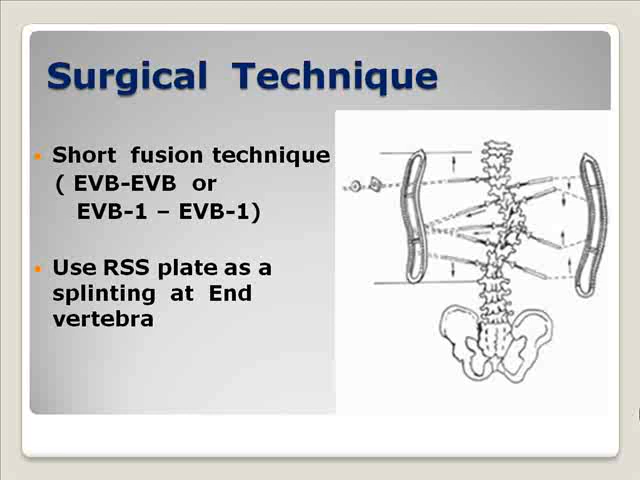 Surgical Technique
Short fusion technique
( EVB-EVB or
EVB-1 – EVB-1)
Use RSS plate as a
splinting at End
vertebra